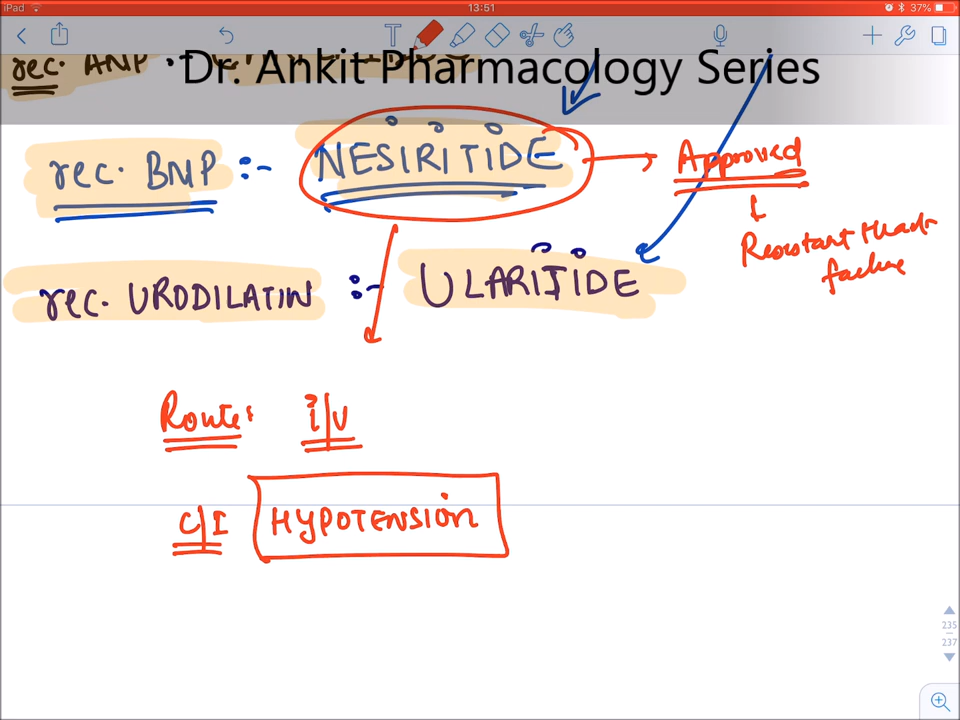 iPad 13:51 37%
T
rec. ANP :-
Dr. Ankit Pharmacology Series
rec. BNP :- NESIRITIDE → Approved
Resistant Heart
failure
rec. URODILATIN :- ULARITIDE
Route: i|v
C|I HYPOTENSION
235
237